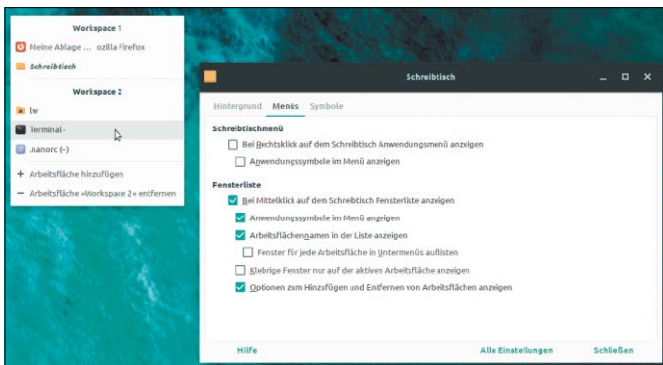 Workspace 1
Meine Ablage ... ozilla Firefox
Schreibtisch
Workspace 2
lw
Terminal -
.nanorc (~)
+ Arbeitsfläche hinzufügen
− Arbeitsfläche »Workspace 2« entfernen
Schreibtisch
Hintergrund Menüs Symbole
Schreibtischmenü
Bei Rechtsklick auf dem Schreibtisch Anwendungsmenü anzeigen
Anwendungssymbole im Menü anzeigen
Fensterliste
Bei Mittelklick auf dem Schreibtisch Fensterliste anzeigen
Anwendungssymbole im Menü anzeigen
Arbeitsflächennamen in der Liste anzeigen
Fenster für jede Arbeitsfläche in Untermenüs auflisten
Klebrige Fenster nur auf der aktiven Arbeitsfläche anzeigen
Optionen zum Hinzufügen und Entfernen von Arbeitsflächen anzeigen
Hilfe Alle Einstellungen Schließen